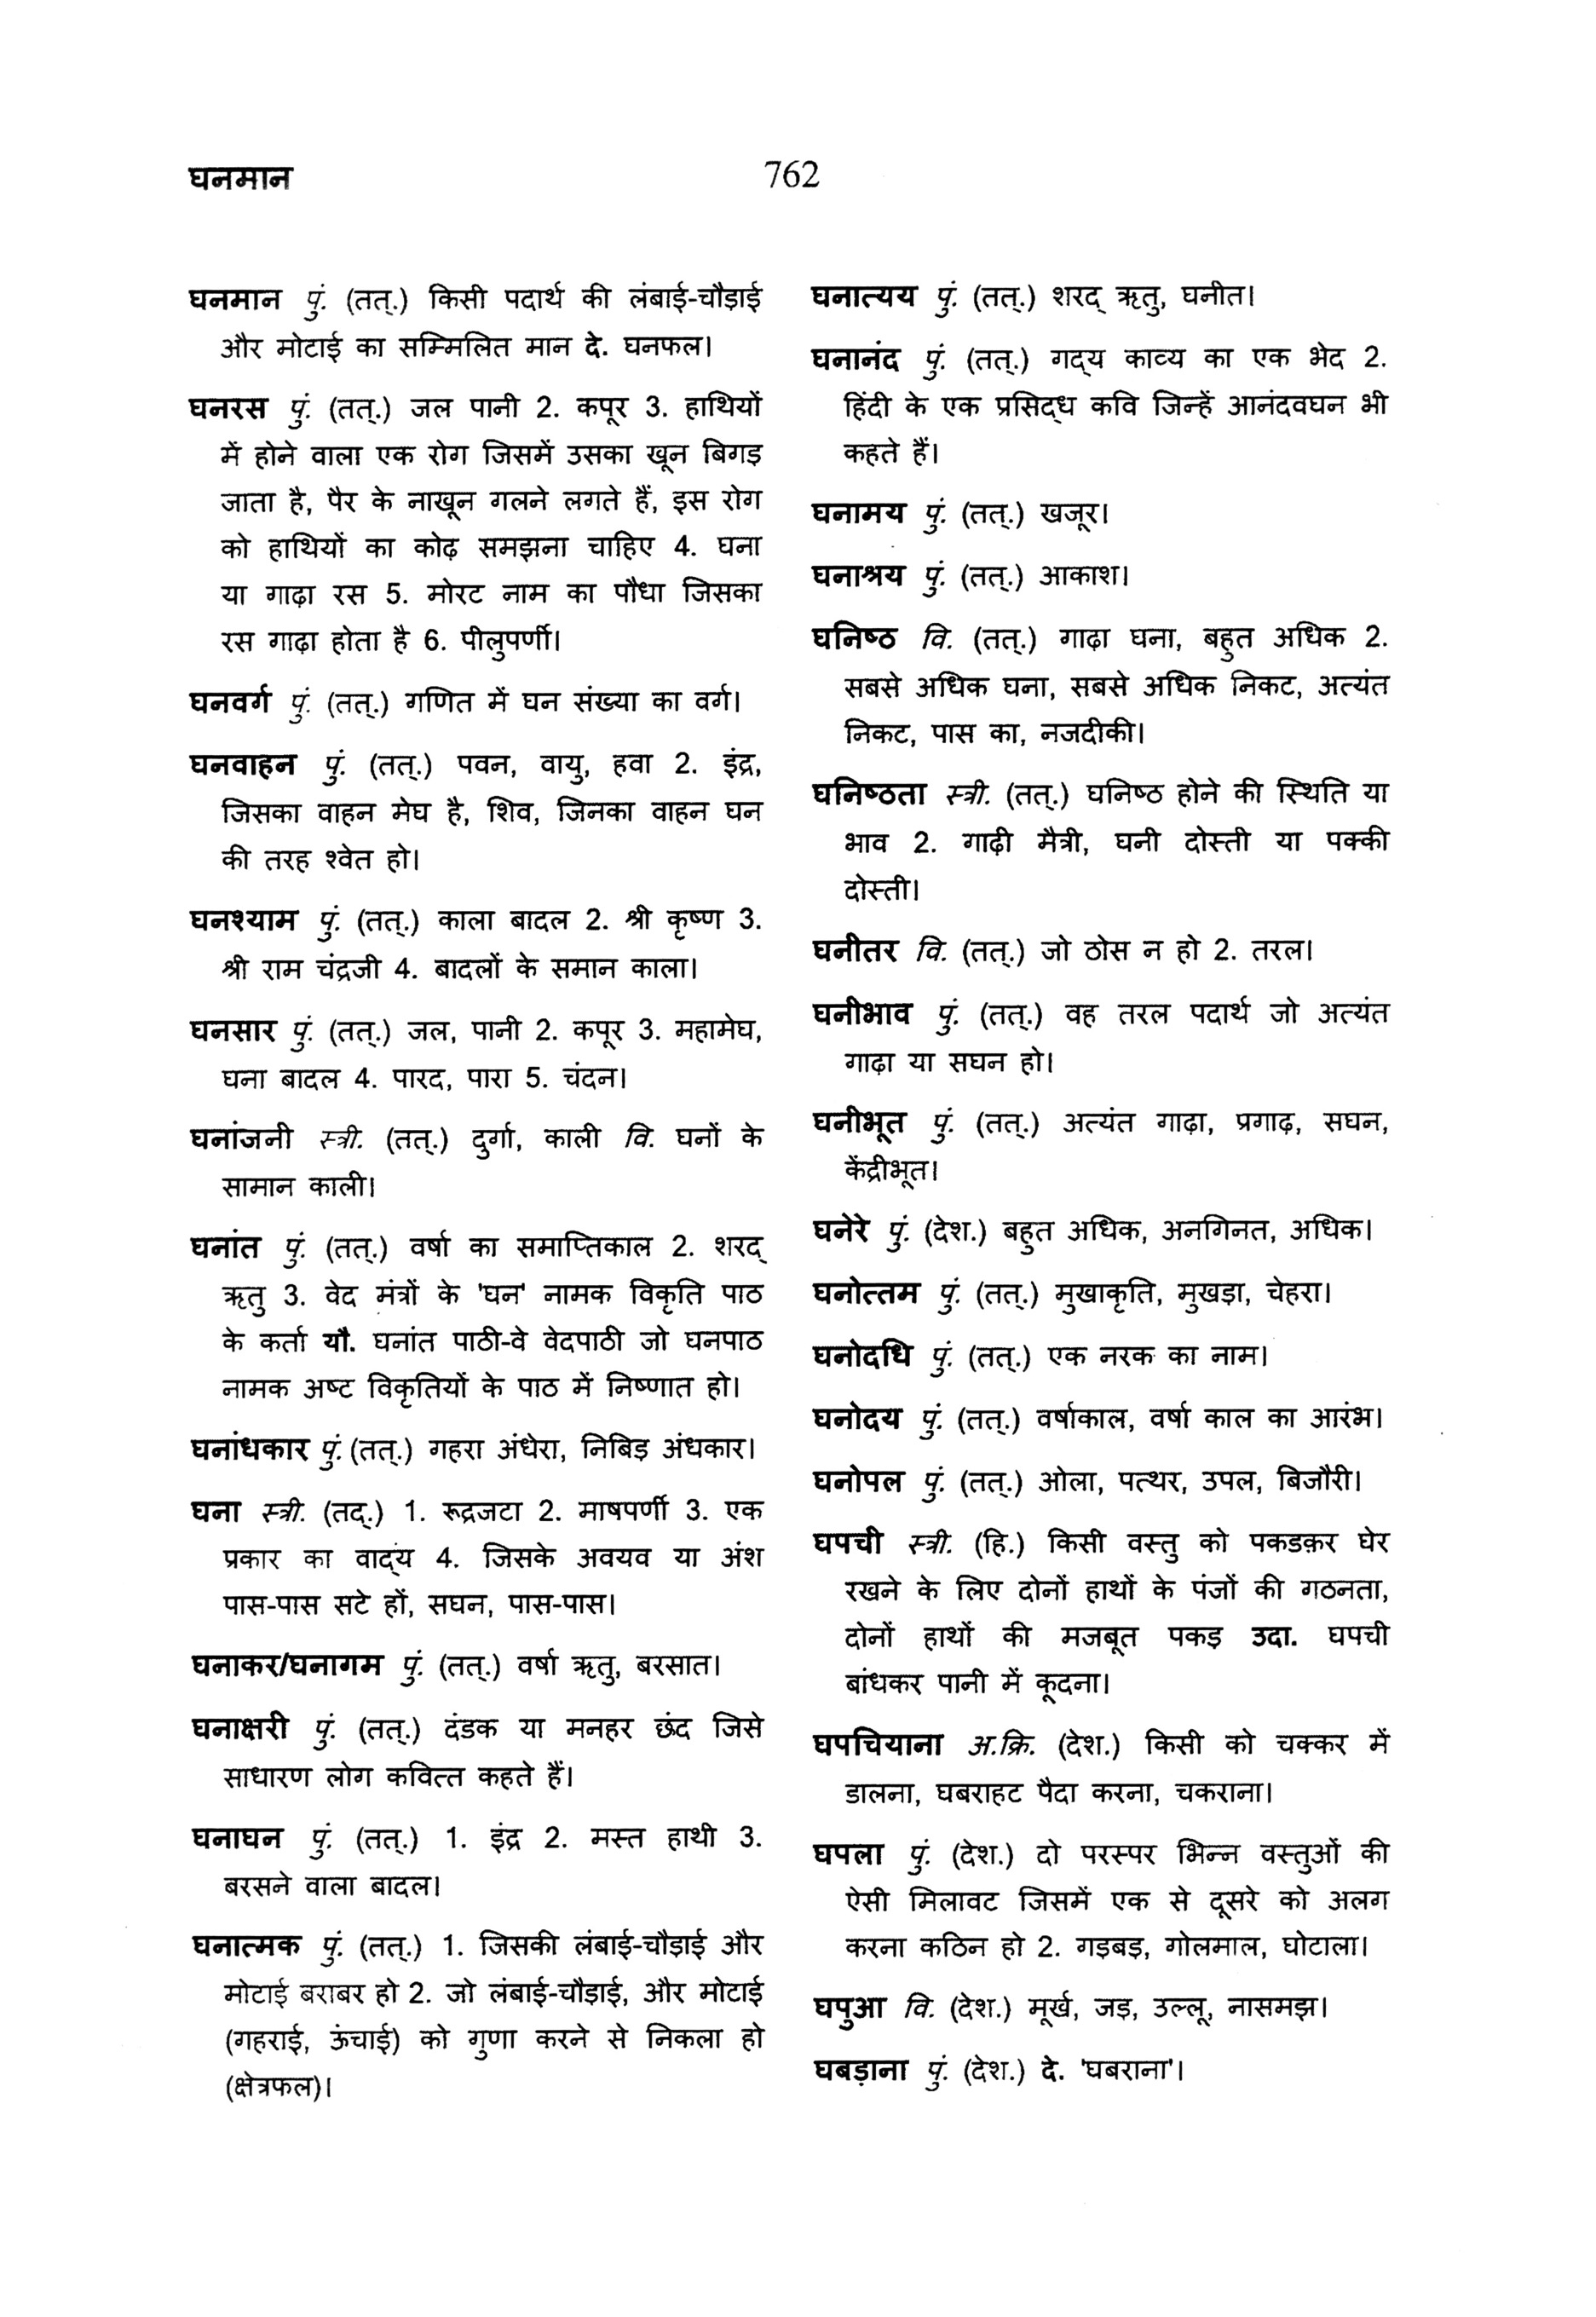 घनमान
762
घनमान पुं. (तत्.) किसी पदार्थ की लंबाई-चौड़ाई
और मोटाई का सम्मिलित मान दे. घनफल।
घनरस पुं. (तत्.) जल पानी 2. कपूर 3. हाथियों
में होने वाला एक रोग जिसमें उसका खून बिगड़
जाता है, पैर के नाखून गलने लगते हैं, इस रोग
को हाथियों का कोढ़ समझना चाहिए 4. घना
या गाढ़ा रस 5. मोरट नाम का पौधा जिसका
रस गाढ़ा होता है 6. पीलुपर्णी।
घनवर्ग पुं. (तत्.) गणित में घन संख्या का वर्ग।
घनवाहन पुं. (तत्.) पवन, वायु, हवा 2. इंद्र,
जिसका वाहन मेघ है, शिव, जिनका वाहन घन
की तरह श्वेत हो।
घनश्याम पुं. (तत्.) काला बादल 2. श्री कृष्ण 3.
श्री राम चंद्रजी 4. बादलों के समान काला।
घनसार पुं. (तत्.) जल, पानी 2. कपूर 3. महामेघ,
घना बादल 4. पारद, पारा 5. चंदन।
घनांजनी स्त्री. (तत्.) दुर्गा, काली वि. घनों के
सामान काली।
घनांत पुं. (तत्.) वर्षा का समाप्तिकाल 2. शरद्
ऋतु 3. वेद मंत्रों के 'घन' नामक विकृति पाठ
के कर्ता यौ. घनांत पाठी-वे वेदपाठी जो घनपाठ
नामक अष्ट विकृतियों के पाठ में निष्णात हो।
घनांधकार पुं. (तत्.) गहरा अंधेरा, निबिड़ अंधकार।
घना स्त्री. (तद्.) 1. रूद्रजटा 2. माषपर्णी 3. एक
प्रकार का वाद्य 4. जिसके अवयव या अंश
पास-पास सटे हों, सघन, पास-पास।
घनाकर/घनागम पुं. (तत्.) वर्षा ऋतु, बरसात।
घनाक्षरी पुं. (तत्.) दंडक या मनहर छंद जिसे
साधारण लोग कवित्त कहते हैं।
घनाघन पुं. (तत्.) 1. इंद्र 2. मस्त हाथी 3.
बरसने वाला बादल।
घनात्मक पुं. (तत्.) 1. जिसकी लंबाई-चौड़ाई और
मोटाई बराबर हो 2. जो लंबाई-चौड़ाई, और मोटाई
(गहराई, ऊंचाई) को गुणा करने से निकला हो
(क्षेत्रफल)।
घनात्यय पुं. (तत्.) शरद् ऋतु, घनीत।
घनानंद पुं. (तत्.) गद्य काव्य का एक भेद 2.
हिंदी के एक प्रसिद्ध कवि जिन्हें आनंदवघन भी
कहते हैं।
घनामय पुं. (तत्.) खजूर।
घनाश्रय पुं. (तत्.) आकाश।
घनिष्ठ वि. (तत्.) गाढ़ा घना, बहुत अधिक 2.
सबसे अधिक घना, सबसे अधिक निकट, अत्यंत
निकट, पास का, नजदीकी।
घनिष्ठता स्त्री. (तत्.) घनिष्ठ होने की स्थिति या
भाव 2. गाढ़ी मैत्री, घनी दोस्ती या पक्की
दोस्ती।
घनीतर वि. (तत्.) जो ठोस न हो 2. तरल।
घनीभाव पुं. (तत्.) वह तरल पदार्थ जो अत्यंत
गाढ़ा या सघन हो।
घनीभूत पुं. (तत्.) अत्यंत गाढ़ा, प्रगाढ़, सघन,
केंद्रीभूत।
घनेरे पुं. (देश.) बहुत अधिक, अनगिनत, अधिक।
घनोत्तम पुं. (तत्.) मुखाकृति, मुखड़ा, चेहरा।
घनोदधि पुं. (तत्.) एक नरक का नाम।
घनोदय पुं. (तत्.) वर्षाकाल, वर्षा काल का आरंभ।
घनोपल पुं. (तत्.) ओला, पत्थर, उपल, बिजौरी।
घपची स्त्री. (हि.) किसी वस्तु को पकडक़र घेर
रखने के लिए दोनों हाथों के पंजों की गठनता,
दोनों हाथों की मजबूत पकड़ उदा. घपची
बांधकर पानी में कूदना।
घपचियाना अ.क्रि. (देश.) किसी को चक्कर में
डालना, घबराहट पैदा करना, चकराना।
घपला पुं. (देश.) दो परस्पर भिन्न वस्तुओं की
ऐसी मिलावट जिसमें एक से दूसरे को अलग
करना कठिन हो 2. गड़बड़, गोलमाल, घोटाला।
घपुआ वि. (देश.) मूर्ख, जड़, उल्लू, नासमझ।
घबड़ाना पुं. (देश.) दे. 'घबराना'।